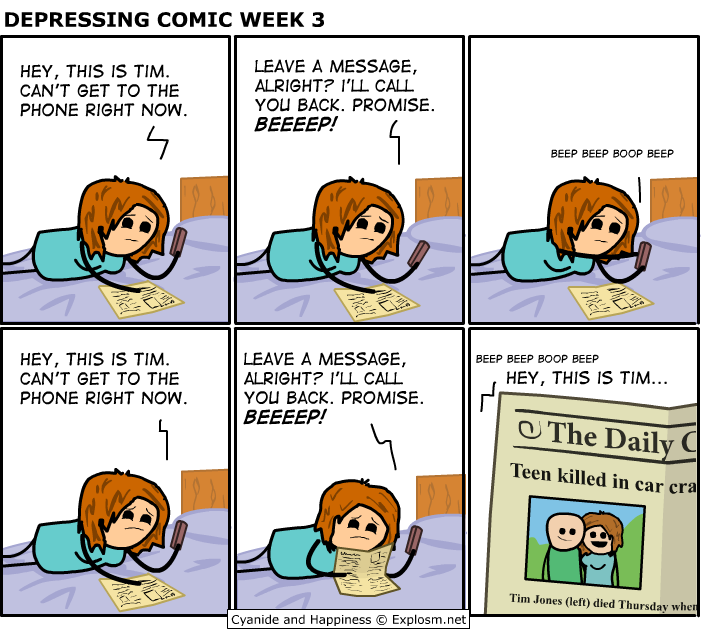 DEPRESSING COMIC WEEK 3
HEY, THIS IS TIM.
CAN'T GET TO THE
PHONE RIGHT NOW.
LEAVE A MESSAGE,
ALRIGHT? I'LL CALL
YOU BACK. PROMISE.
BEEEEP!
BEEP BEEP BOOP BEEP
HEY, THIS IS TIM.
CAN'T GET TO THE
PHONE RIGHT NOW.
LEAVE A MESSAGE,
ALRIGHT? I'LL CALL
YOU BACK. PROMISE.
BEEEEP!
BEEP BEEP BOOP BEEP
HEY, THIS IS TIM...
The Daily C
Teen killed in car cra
Tim Jones (left) died Thursday when
Cyanide and Happiness © Explosm.net